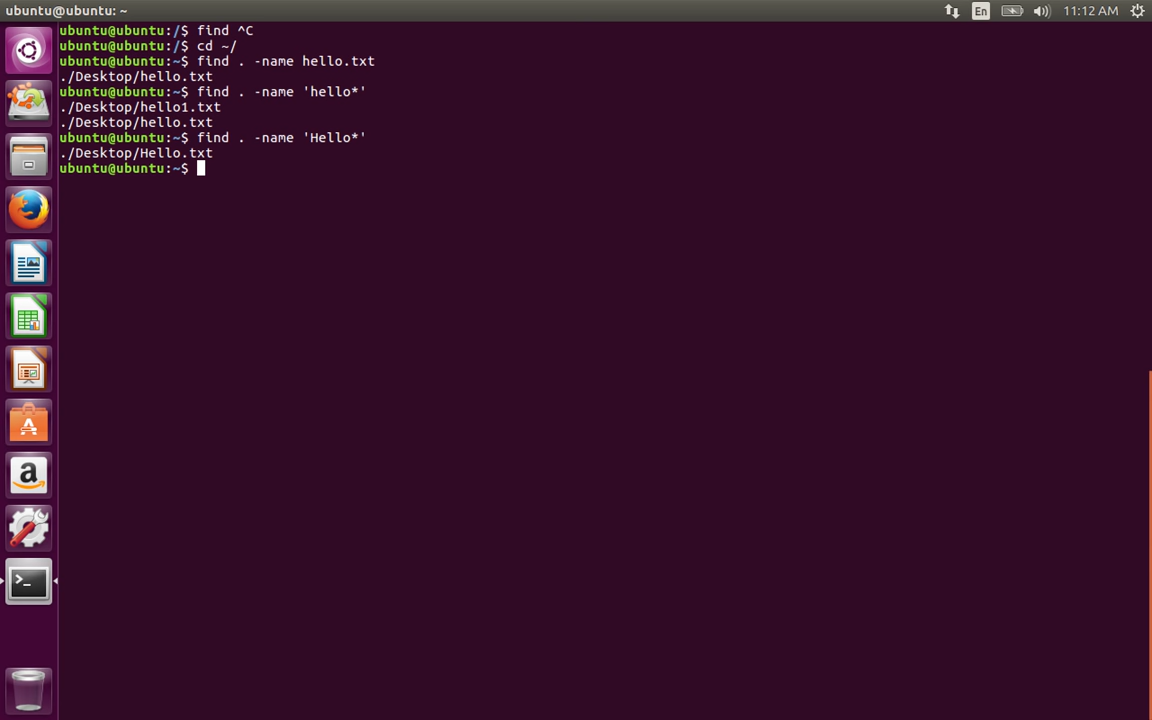 ubuntu@ubuntu: ~
En
11:12 AM
ubuntu@ubuntu:/$ find ^C
ubuntu@ubuntu:/$ cd ~/
ubuntu@ubuntu:~$ find . -name hello.txt
./Desktop/hello.txt
ubuntu@ubuntu:~$ find . -name 'hello*'
./Desktop/hello1.txt
./Desktop/hello.txt
ubuntu@ubuntu:~$ find . -name 'Hello*'
./Desktop/Hello.txt
ubuntu@ubuntu:~$